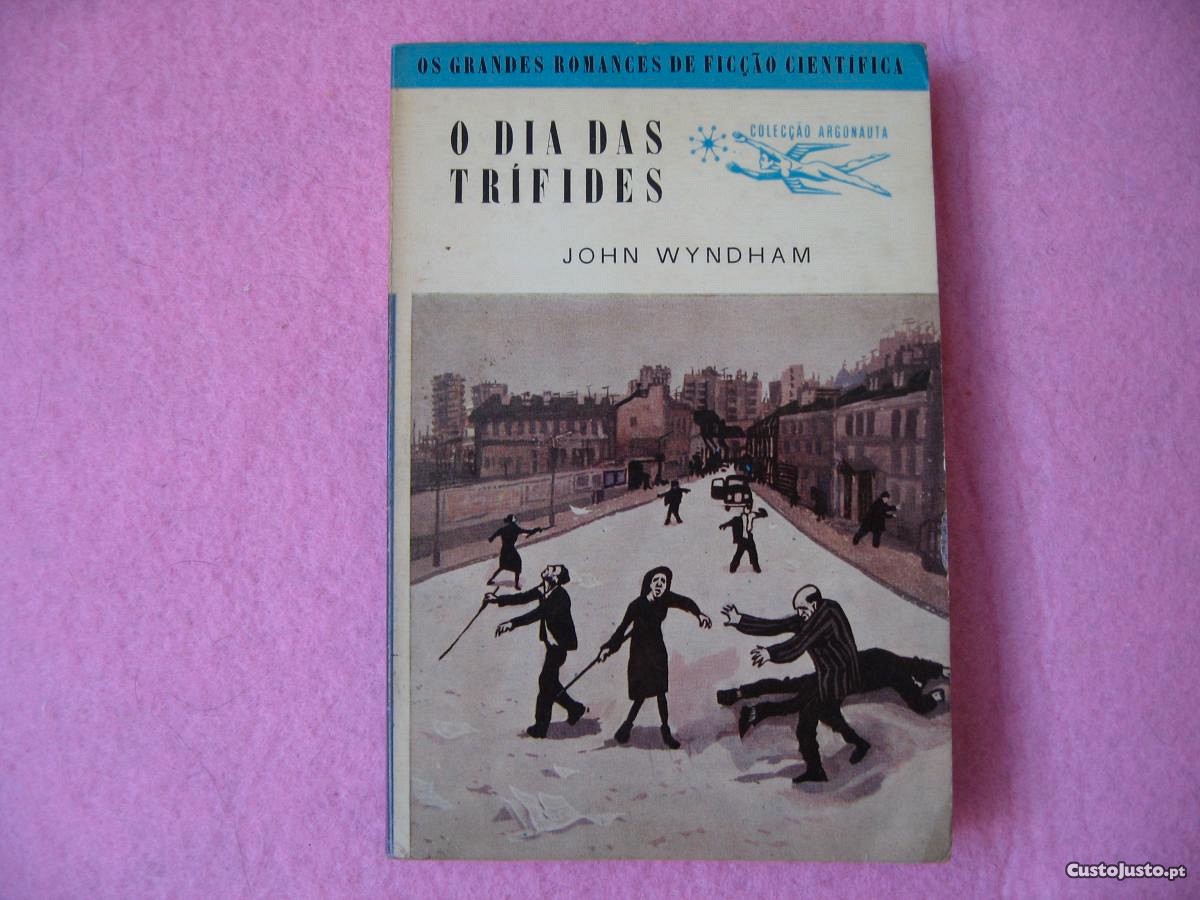 OS GRANDES ROMANCES DE FICÇÃO CIENTÍFICA
O DIA DAS
TRÍFIDES
COLECÇÃO ARGONAUTA
JOHN WYNDHAM
CustoJusto.pt